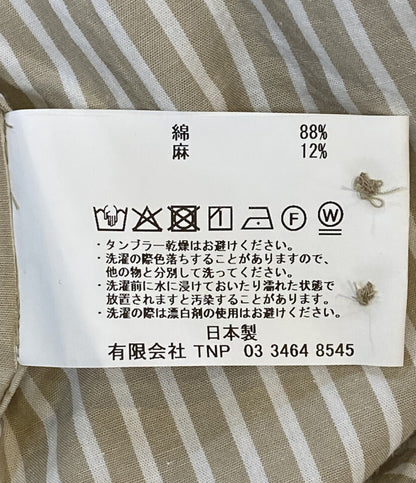 綿 88%
麻 12%
F W
・タンブラー乾燥はお避けください。
・洗濯の際色落ちすることがありますので、
他の物と分別して洗ってください。
・洗濯前に水に浸けておいたり濡れた状態で
放置されますと汚染することがあります。
・洗濯の際は漂白剤の使用はお避けください。
日本製
有限会社 TNP 03 3464 8545